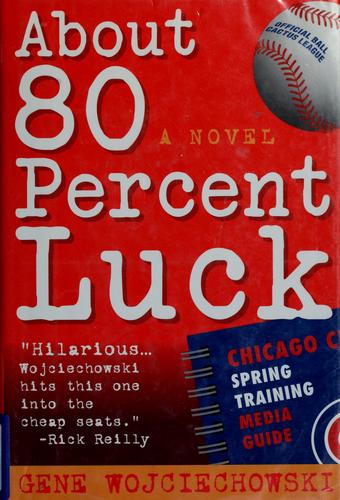 About
80
A NOVEL
Percent
Luck
OFFICIAL BALL
CACTUS LEAGUE
"Hilarious...
Wojciechowski
hits this one
into the
cheap seats."
-Rick Reilly
CHICAGO C
SPRING
TRAINING
MEDIA
GUIDE
GENE WOJCIECHOWSKI